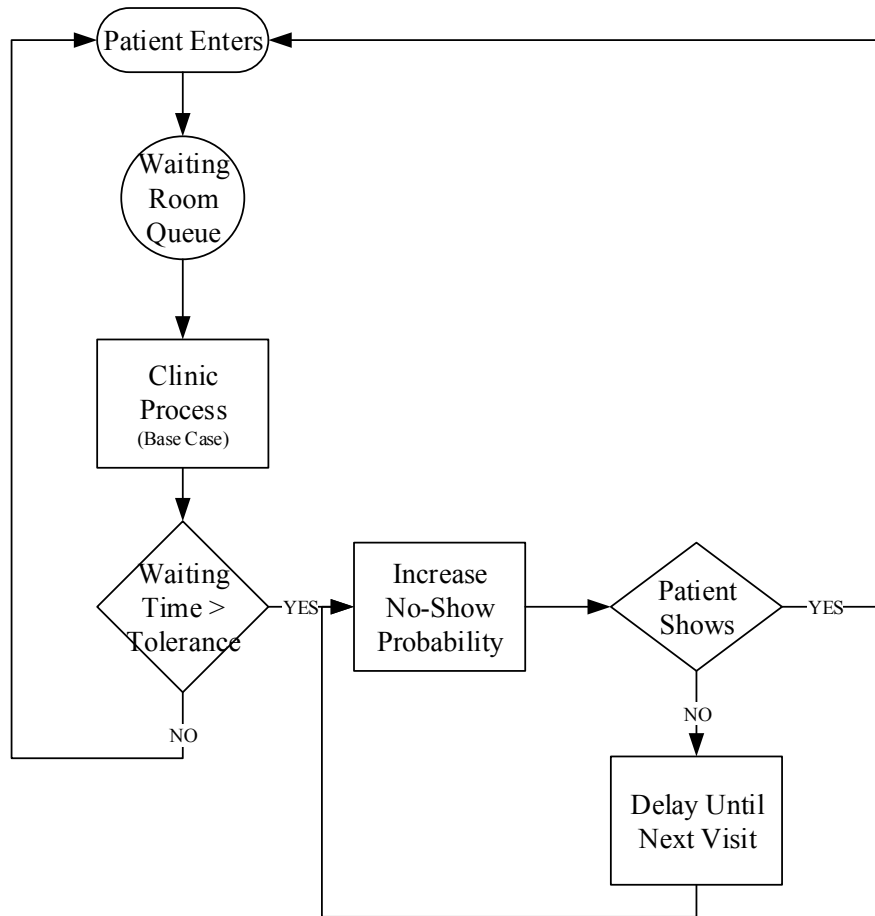 Patient Enters
Waiting
Room
Queue
Clinic
Process
(Base Case)
Waiting
Time >
Tolerance
YES
NO
Increase
No-Show
Probability
Patient
Shows
YES
NO
Delay Until
Next Visit